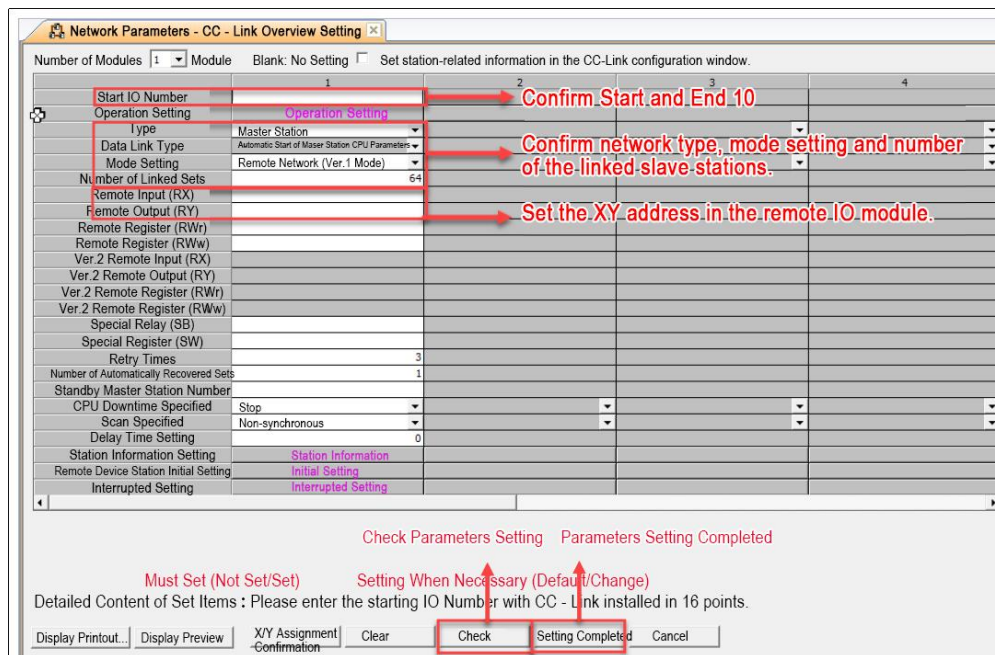 Network Parameters - CC - Link Overview Setting
Number of Modules 1 Module Blank: No Setting Set station-related information in the CC-Link configuration window.
1 2 3 4
Start IO Number
Confirm Start and End 10
Operation Setting Operation Setting
Type Master Station
Data Link Type Automatic Start of Maser Station CPU Parameters
Confirm network type, mode setting and number
of the linked slave stations.
Mode Setting Remote Network (Ver.1 Mode)
Number of Linked Sets 64
Remote Input (RX)
Remote Output (RY)
Set the XY address in the remote IO module.
Remote Register (RWr)
Remote Register (RWw)
Ver.2 Remote Input (RX)
Ver.2 Remote Output (RY)
Ver.2 Remote Register (RWr)
Ver.2 Remote Register (RWw)
Special Relay (SB)
Special Register (SW)
Retry Times 3
Number of Automatically Recovered Sets 1
Standby Master Station Number
CPU Downtime Specified Stop
Scan Specified Non-synchronous
Delay Time Setting 0
Station Information Setting Station Information
Remote Device Station Initial Setting Initial Setting
Interrupted Setting Interrupted Setting
Check Parameters Setting Parameters Setting Completed
Must Set (Not Set/Set) Setting When Necessary (Default/Change)
Detailed Content of Set Items : Please enter the starting IO Number with CC - Link installed in 16 points.
Display Printout... Display Preview X/Y Assignment Confirmation Clear Check Setting Completed Cancel